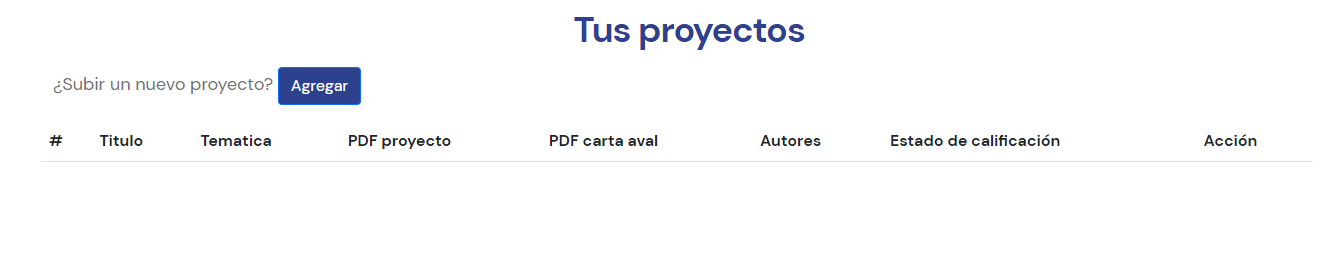 Tus proyectos
¿Subir un nuevo proyecto? Agregar
# Titulo Tematica PDF proyecto PDF carta aval Autores Estado de calificación Acción